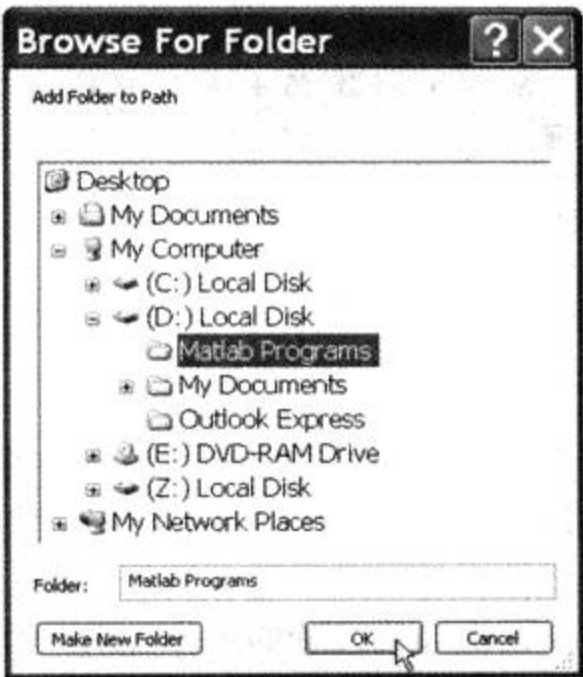 Browse For Folder
Add Folder to Path
Desktop
My Documents
My Computer
(C:) Local Disk
(D:) Local Disk
Matlab Programs
My Documents
Outlook Express
(E:) DVD-RAM Drive
(Z:) Local Disk
My Network Places
Folder: Matlab Programs
Make New Folder OK Cancel